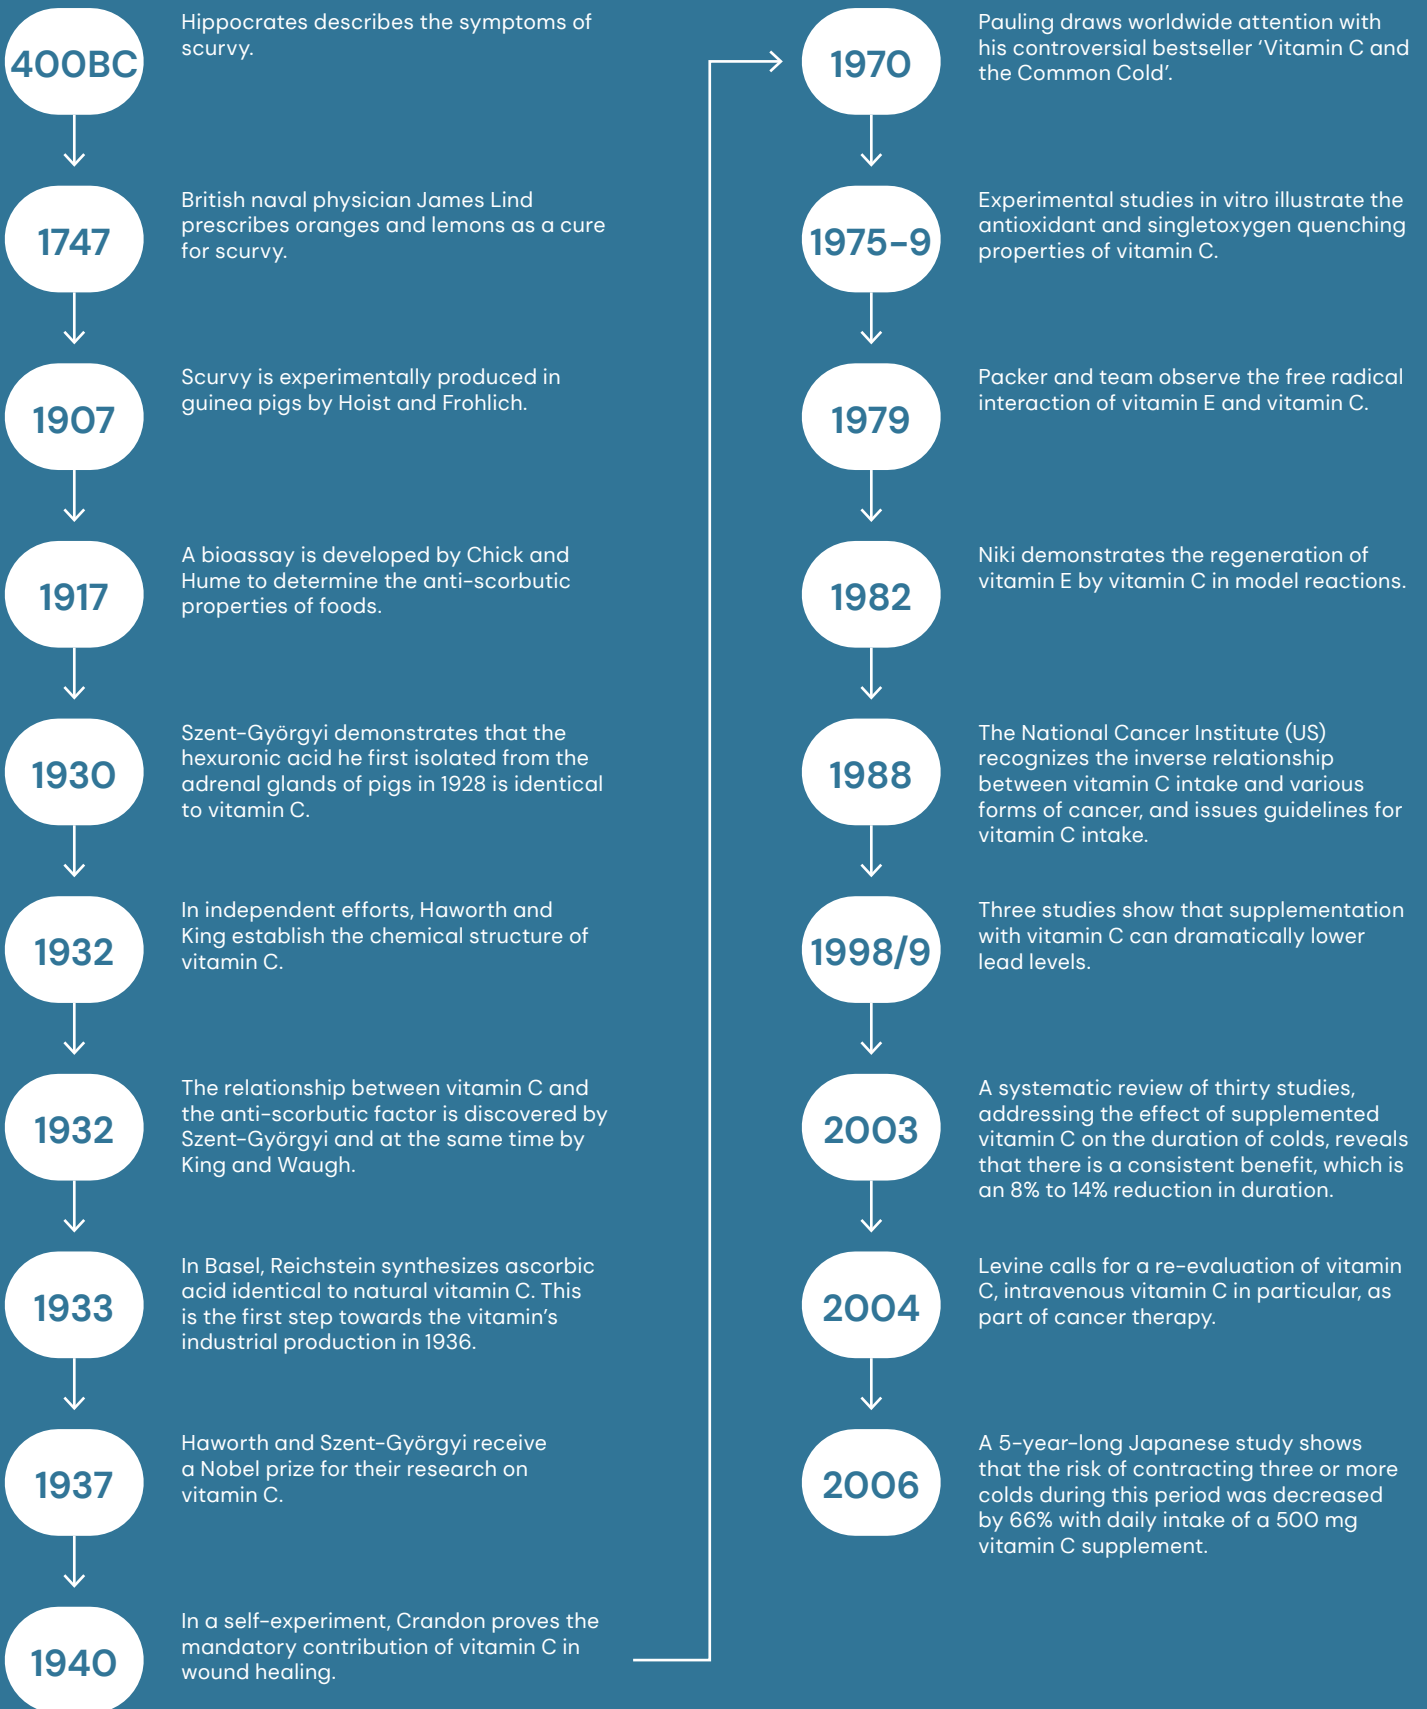 400BC
Hippocrates describes the symptoms of
scurvy.
1747
British naval physician James Lind
prescribes oranges and lemons as a cure
for scurvy.
1907
Scurvy is experimentally produced in
guinea pigs by Hoist and Frohlich.
1917
A bioassay is developed by Chick and
Hume to determine the anti-scorbutic
properties of foods.
1930
Szent-Györgyi demonstrates that the
hexuronic acid he first isolated from the
adrenal glands of pigs in 1928 is identical
to vitamin C.
1932
In independent efforts, Haworth and
King establish the chemical structure of
vitamin C.
1932
The relationship between vitamin C and
the anti-scorbutic factor is discovered by
Szent-Györgyi and at the same time by
King and Waugh.
1933
In Basel, Reichstein synthesizes ascorbic
acid identical to natural vitamin C. This
is the first step towards the vitamin’s
industrial production in 1936.
1937
Haworth and Szent-Györgyi receive
a Nobel prize for their research on
vitamin C.
1940
In a self-experiment, Crandon proves the
mandatory contribution of vitamin C in
wound healing.
1970
Pauling draws worldwide attention with
his controversial bestseller ‘Vitamin C and
the Common Cold’.
1975-9
Experimental studies in vitro illustrate the
antioxidant and singletoxygen quenching
properties of vitamin C.
1979
Packer and team observe the free radical
interaction of vitamin E and vitamin C.
1982
Niki demonstrates the regeneration of
vitamin E by vitamin C in model reactions.
1988
The National Cancer Institute (US)
recognizes the inverse relationship
between vitamin C intake and various
forms of cancer, and issues guidelines for
vitamin C intake.
1998/9
Three studies show that supplementation
with vitamin C can dramatically lower
lead levels.
2003
A systematic review of thirty studies,
addressing the effect of supplemented
vitamin C on the duration of colds, reveals
that there is a consistent benefit, which is
an 8% to 14% reduction in duration.
2004
Levine calls for a re-evaluation of vitamin
C, intravenous vitamin C in particular, as
part of cancer therapy.
2006
A 5-year-long Japanese study shows
that the risk of contracting three or more
colds during this period was decreased
by 66% with daily intake of a 500 mg
vitamin C supplement.